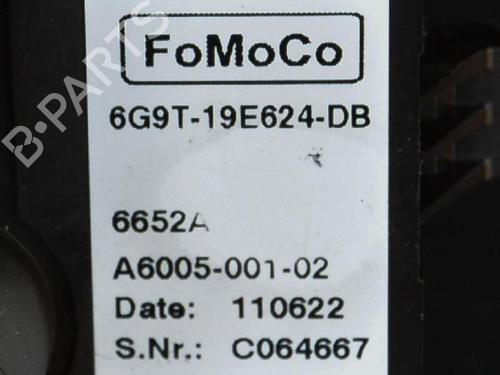 FoMoCo
6G9T-19E624-DB
6652A
A6005-001-02
Date: 110622
S.Nr.: C064667
B-PARTS